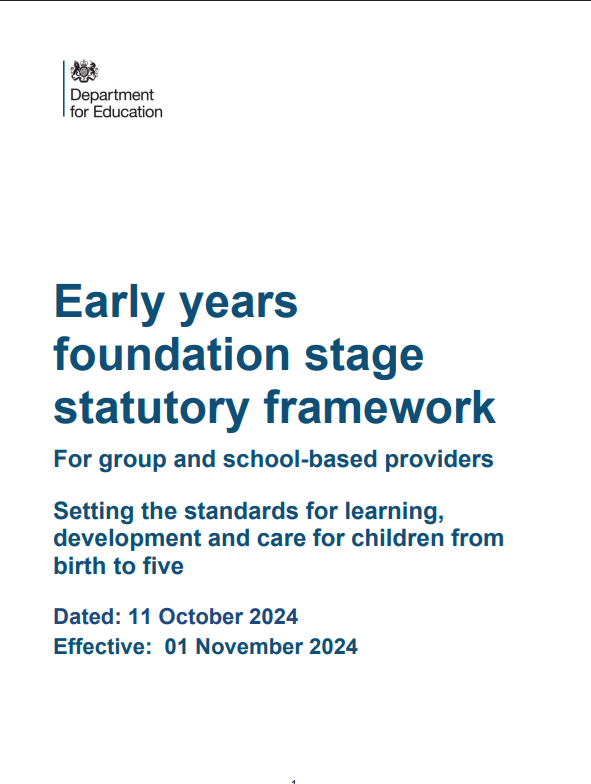 Department
for Education
Early years
foundation stage
statutory framework
For group and school-based providers
Setting the standards for learning,
development and care for children from
birth to five
Dated: 11 October 2024
Effective:  01 November 2024
1